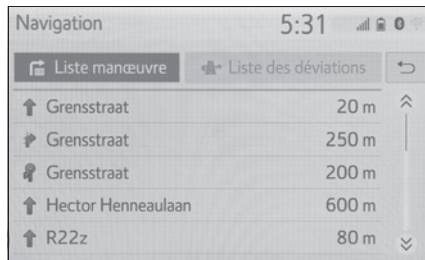 Navigation 5:31 0
Liste manœuvre Liste des déviations
Grensstraat 20 m
Grensstraat 250 m
Grensstraat 200 m
Hector Henneaulaan 600 m
R22z 80 m